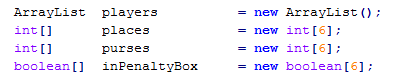 ArrayList players = new ArrayList();
int[] places = new int[6];
int[] purses = new int[6];
boolean[] inPenaltyBox = new boolean[6];